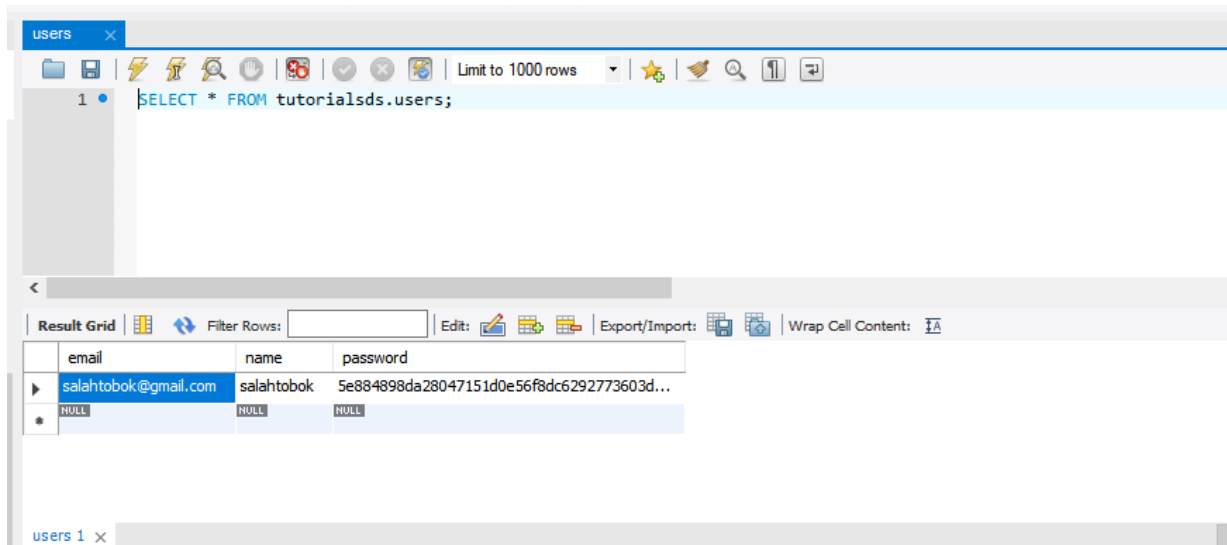 users ×
Limit to 1000 rows
1 SELECT * FROM tutorialsds.users;
Result Grid Filter Rows: Edit: Export/Import: Wrap Cell Content:
email name password
salahtobok@gmail.com salahtobok 5e884898da28047151d0e56f8dc6292773603d...
NULL NULL NULL
users 1 ×